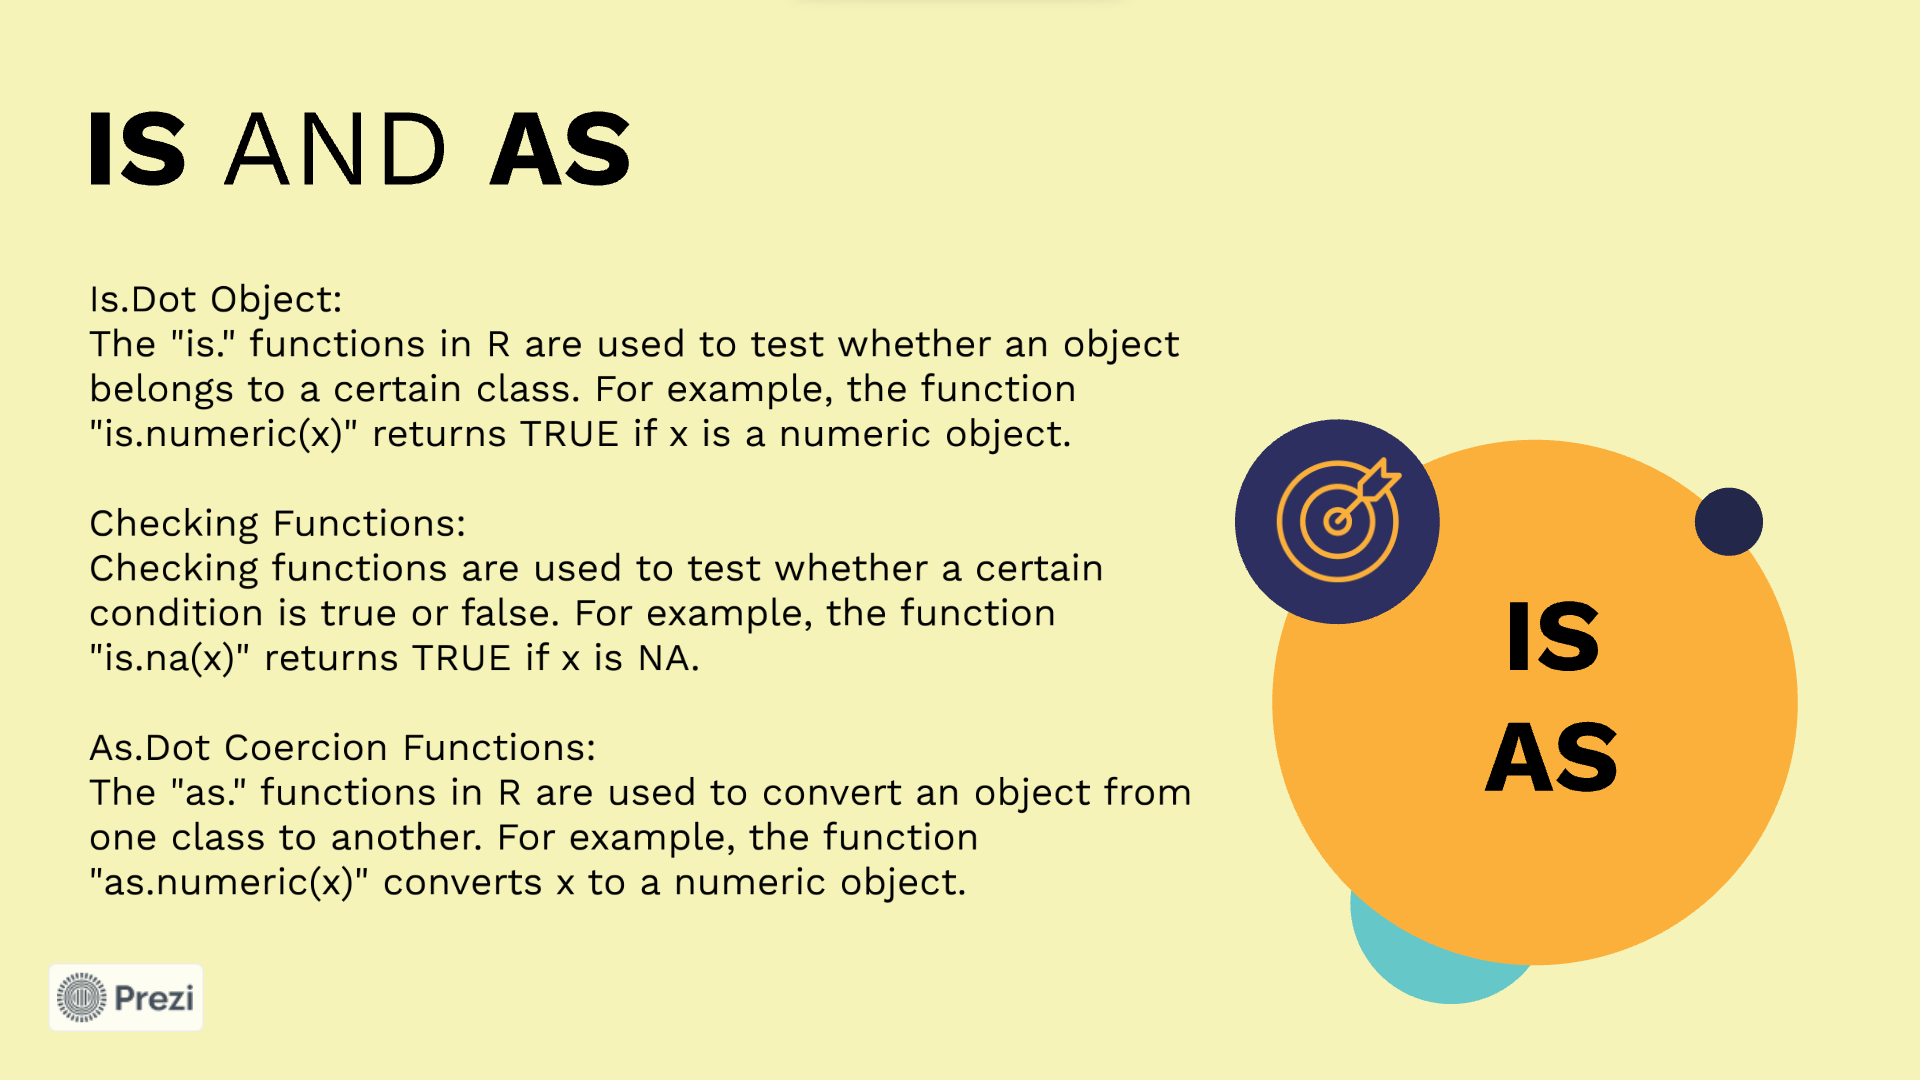 IS AND AS
Is.Dot Object:
The "is." functions in R are used to test whether an object
belongs to a certain class. For example, the function
"is.numeric(x)" returns TRUE if x is a numeric object.
Checking Functions:
Checking functions are used to test whether a certain
condition is true or false. For example, the function
"is.na(x)" returns TRUE if x is NA.
As.Dot Coercion Functions:
The "as." functions in R are used to convert an object from
one class to another. For example, the function
"as.numeric(x)" converts x to a numeric object.
IS
AS
Prezi